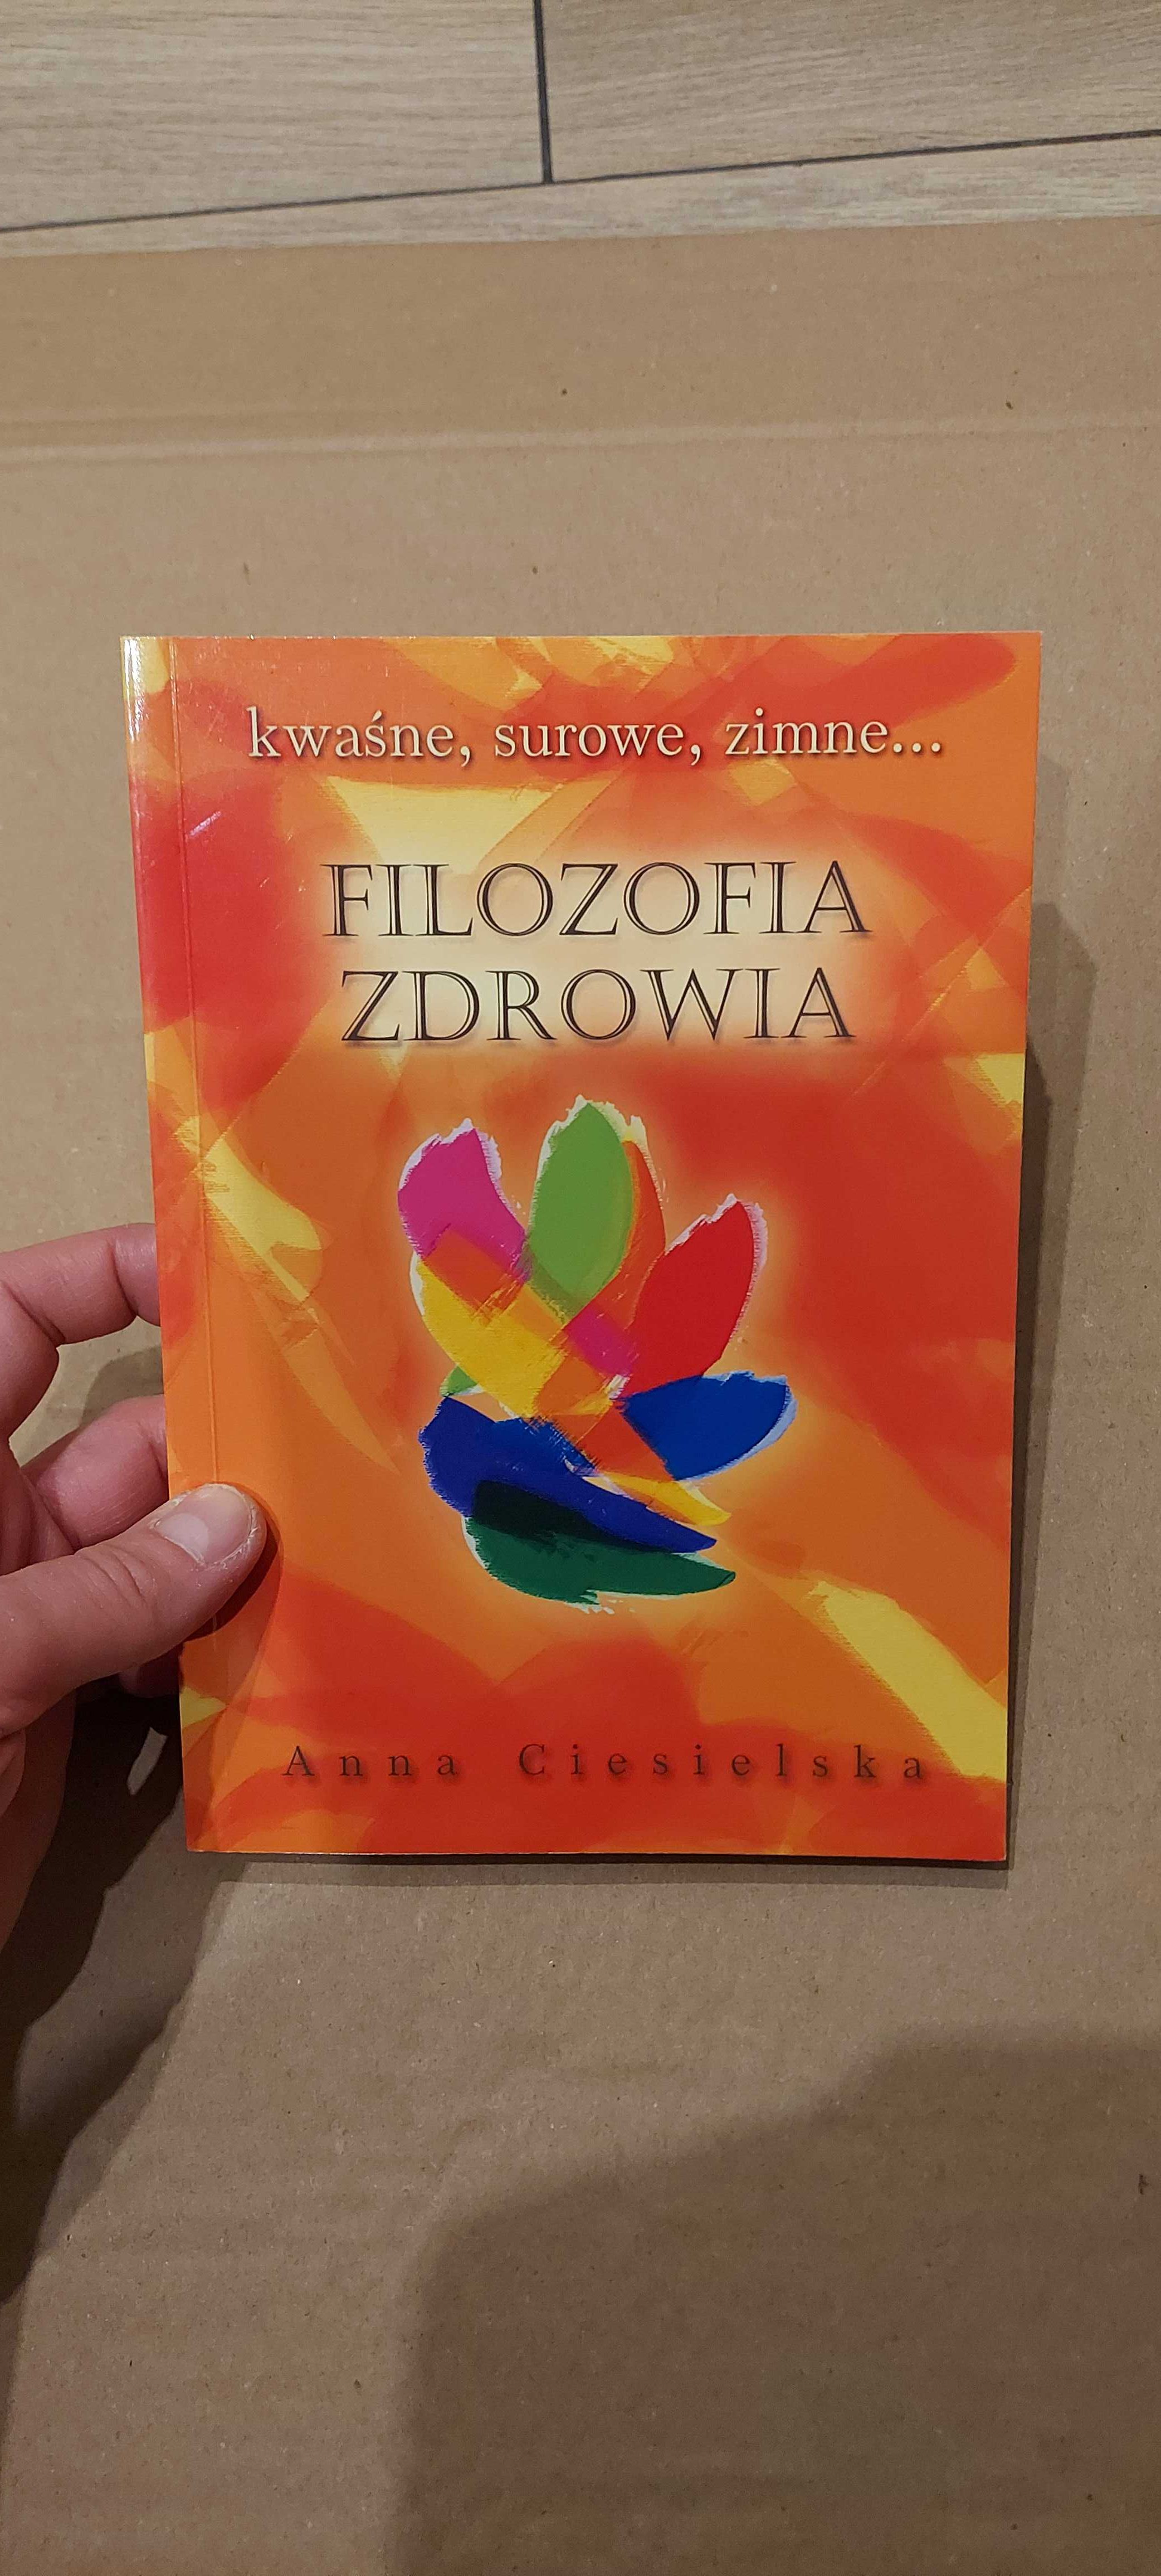 kwaśne, surowe, zimne...
FILOZOFIA
ZDROWIA
Anna Ciesielska